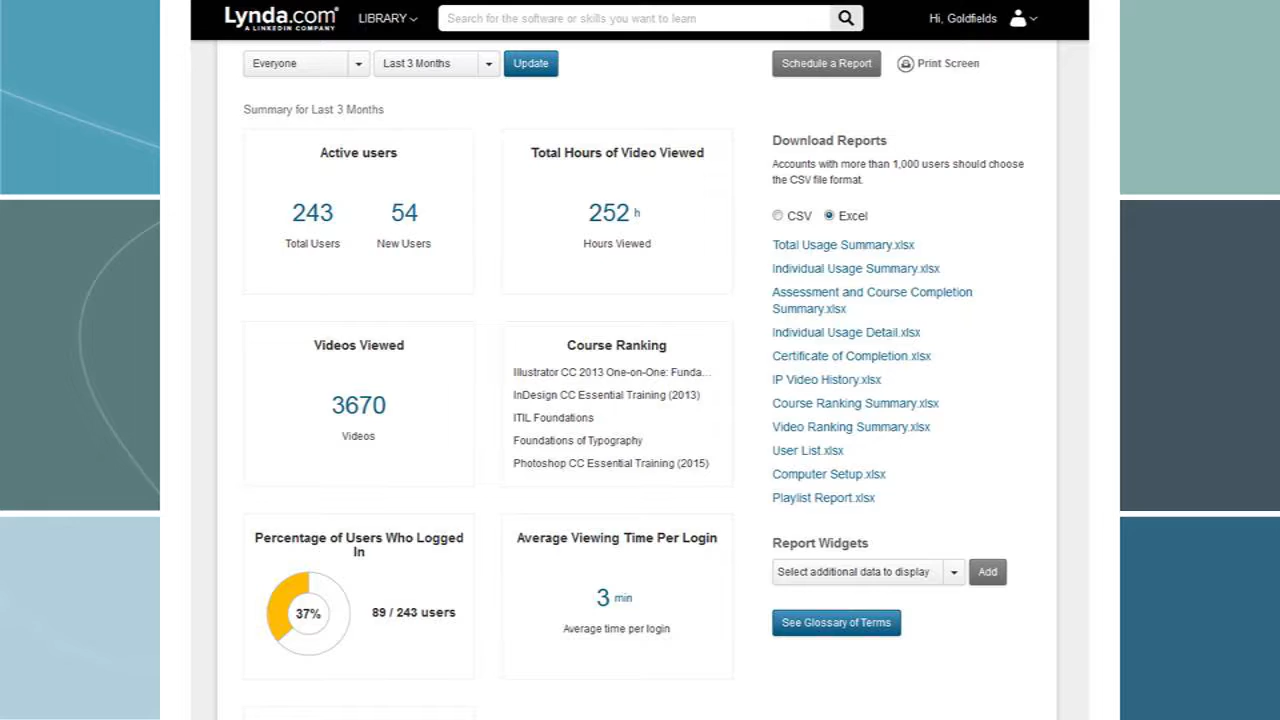 Lynda.com®
A LINKEDIN COMPANY
LIBRARY
Search for the software or skills you want to learn
Hi, Goldfields
Everyone
Last 3 Months
Update
Schedule a Report
Print Screen
Summary for Last 3 Months
Active users
243
54
Total Users
New Users
Total Hours of Video Viewed
252 h
Hours Viewed
Videos Viewed
3670
Videos
Course Ranking
Illustrator CC 2013 One-on-One: Funda...
InDesign CC Essential Training (2013)
ITIL Foundations
Foundations of Typography
Photoshop CC Essential Training (2015)
Percentage of Users Who Logged
In
37%
89 / 243 users
Average Viewing Time Per Login
3 min
Average time per login
Download Reports
Accounts with more than 1,000 users should choose
the CSV file format.
CSV
Excel
Total Usage Summary.xlsx
Individual Usage Summary.xlsx
Assessment and Course Completion
Summary.xlsx
Individual Usage Detail.xlsx
Certificate of Completion.xlsx
IP Video History.xlsx
Course Ranking Summary.xlsx
Video Ranking Summary.xlsx
User List.xlsx
Computer Setup.xlsx
Playlist Report.xlsx
Report Widgets
Select additional data to display
Add
See Glossary of Terms